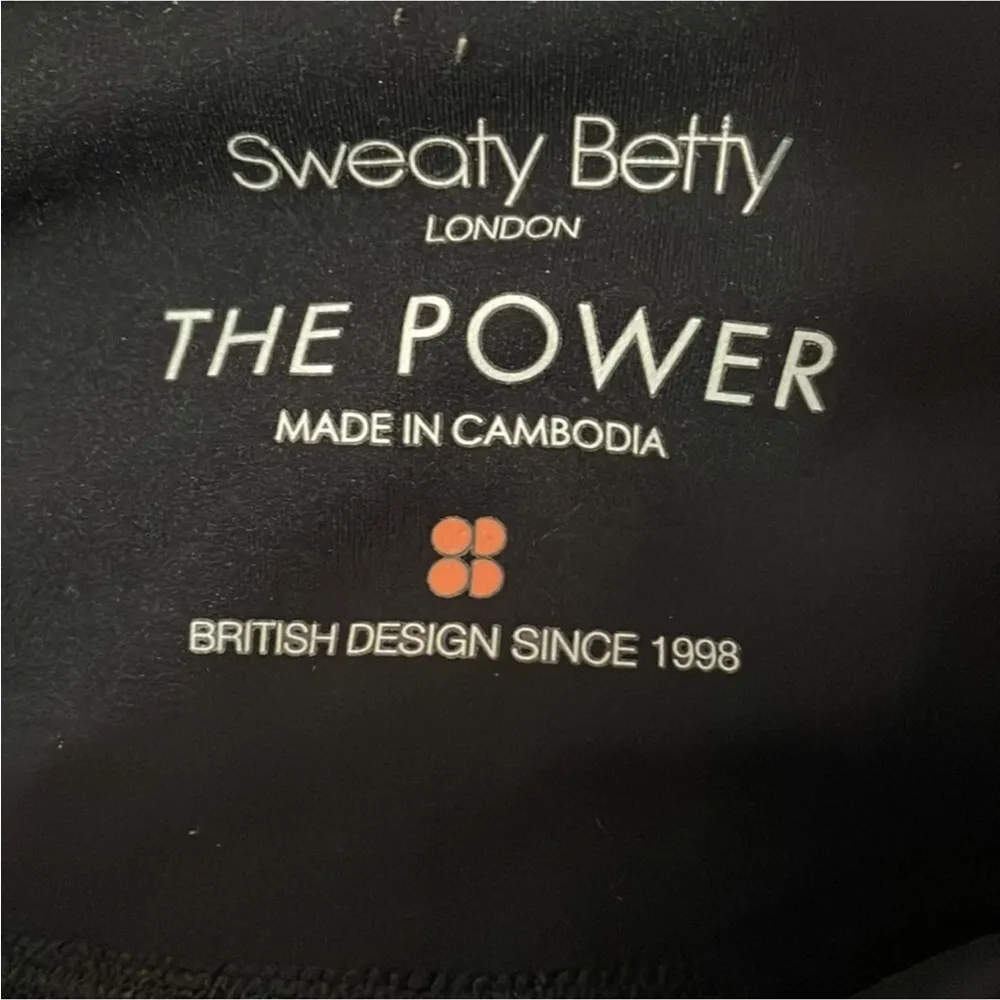 Sweaty Betty
LONDON
THE POWER
MADE IN CAMBODIA
BRITISH DESIGN SINCE 1998